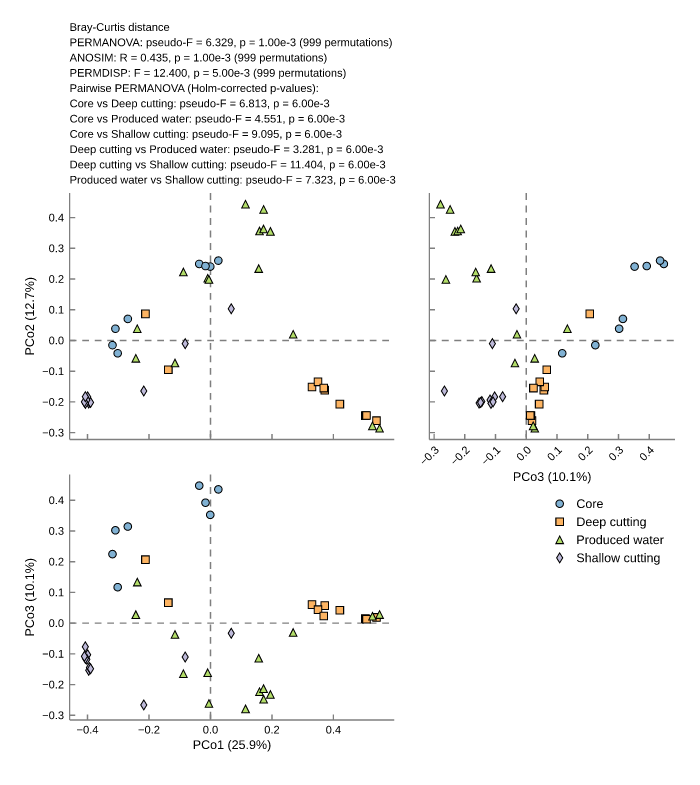 Bray-Curtis distance
PERMANOVA: pseudo-F = 6.329, p = 1.00e-3 (999 permutations)
ANOSIM: R = 0.435, p = 1.00e-3 (999 permutations)
PERMDISP: F = 12.400, p = 5.00e-3 (999 permutations)
Pairwise PERMANOVA (Holm-corrected p-values):
Core vs Deep cutting: pseudo-F = 6.813, p = 6.00e-3
Core vs Produced water: pseudo-F = 4.551, p = 6.00e-3
Core vs Shallow cutting: pseudo-F = 9.095, p = 6.00e-3
Deep cutting vs Produced water: pseudo-F = 3.281, p = 6.00e-3
Deep cutting vs Shallow cutting: pseudo-F = 11.404, p = 6.00e-3
Produced water vs Shallow cutting: pseudo-F = 7.323, p = 6.00e-3
0.4
0.3
0.2
0.1
0.0
−0.1
−0.2
−0.3
PCo2 (12.7%)
−0.3 −0.2 −0.1 0.0 0.1 0.2 0.3 0.4
PCo3 (10.1%)
Core
Deep cutting
Produced water
Shallow cutting
0.4
0.3
0.2
0.1
0.0
−0.1
−0.2
−0.3
PCo3 (10.1%)
−0.4 −0.2 0.0 0.2 0.4
PCo1 (25.9%)